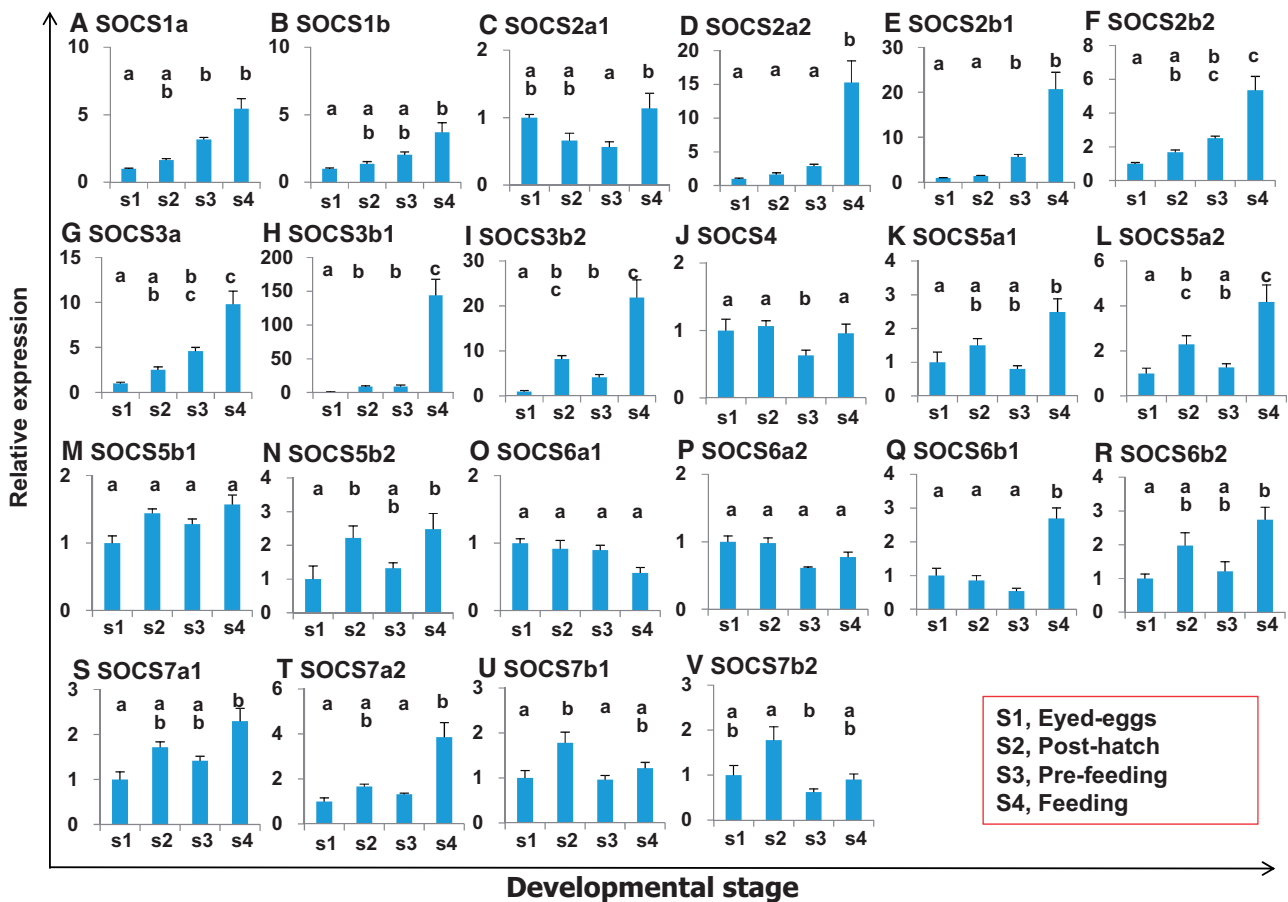 Relative expression
A SOCS1a
10
5
0
a a b b
b
s1 s2 s3 s4
B SOCS1b
10
5
0
a a a b
b b
s1 s2 s3 s4
C SOCS2a1
2
1
0
a a a b
b b
s1 s2 s3 s4
D SOCS2a2
20
15
10
5
0
a a a b
s1 s2 s3 s4
E SOCS2b1
30
20
10
0
a a b b
s1 s2 s3 s4
F SOCS2b2
8
6
4
2
0
a a b c
b c
s1 s2 s3 s4
G SOCS3a
15
10
5
0
a a b c
b c
s1 s2 s3 s4
H SOCS3b1
200
150
100
50
0
a b b c
s1 s2 s3 s4
I SOCS3b2
30
20
10
0
a b b c
c
s1 s2 s3 s4
J SOCS4
2
1
0
a a b a
s1 s2 s3 s4
K SOCS5a1
4
3
2
1
0
a a a b
b b
s1 s2 s3 s4
L SOCS5a2
6
4
2
0
a b a c
c b
s1 s2 s3 s4
M SOCS5b1
2
1
0
a a a a
s1 s2 s3 s4
N SOCS5b2
4
3
2
1
0
a b a b
b
s1 s2 s3 s4
O SOCS6a1
2
1
0
a a a a
s1 s2 s3 s4
P SOCS6a2
2
1
0
a a a a
s1 s2 s3 s4
Q SOCS6b1
4
3
2
1
0
a a a b
s1 s2 s3 s4
R SOCS6b2
4
3
2
1
0
a a a b
b b
s1 s2 s3 s4
S SOCS7a1
3
2
1
0
a a a b
b b
s1 s2 s3 s4
T SOCS7a2
6
4
2
0
a a a b
b
s1 s2 s3 s4
U SOCS7b1
3
2
1
0
a b a a
b
s1 s2 s3 s4
V SOCS7b2
3
2
1
0
a a b a
b b
s1 s2 s3 s4
S1, Eyed-eggs
S2, Post-hatch
S3, Pre-feeding
S4, Feeding
Developmental stage